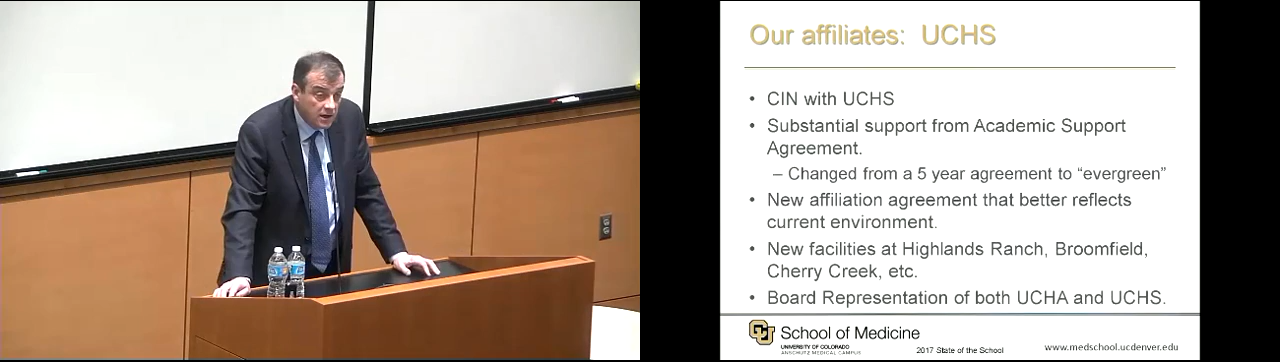 Our affiliates: UCHS
• CIN with UCHS
• Substantial support from Academic Support
Agreement.
– Changed from a 5 year agreement to “evergreen”
• New affiliation agreement that better reflects
current environment.
• New facilities at Highlands Ranch, Broomfield,
Cherry Creek, etc.
• Board Representation of both UCHA and UCHS.
CU School of Medicine
UNIVERSITY OF COLORADO
ANSCHUTZ MEDICAL CAMPUS
2017 State of the School
www.medschool.ucdenver.edu